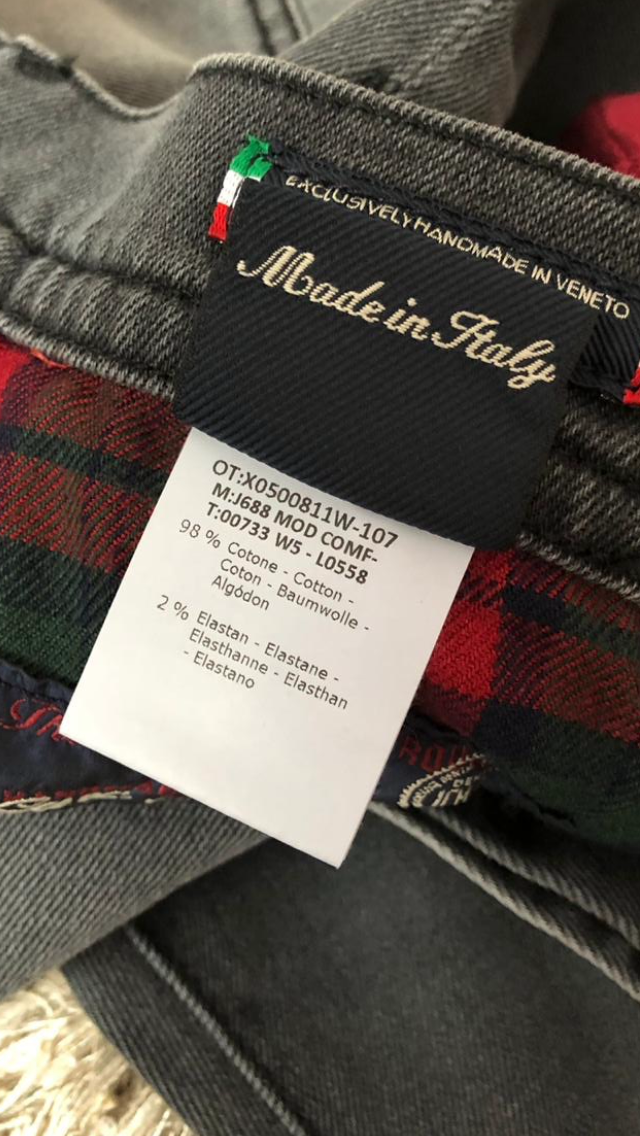 EXCLUSIVELY HANDMADE IN VENETO
Made in Italy
OT:X0500811W-107
M:J688 MOD COMF-
T:00733 W5 - L0558
98 % Cotone - Cotton -
Coton - Baumwolle -
Algódon
2 % Elastan - Elastane -
Elasthanne - Elasthan
- Elastano